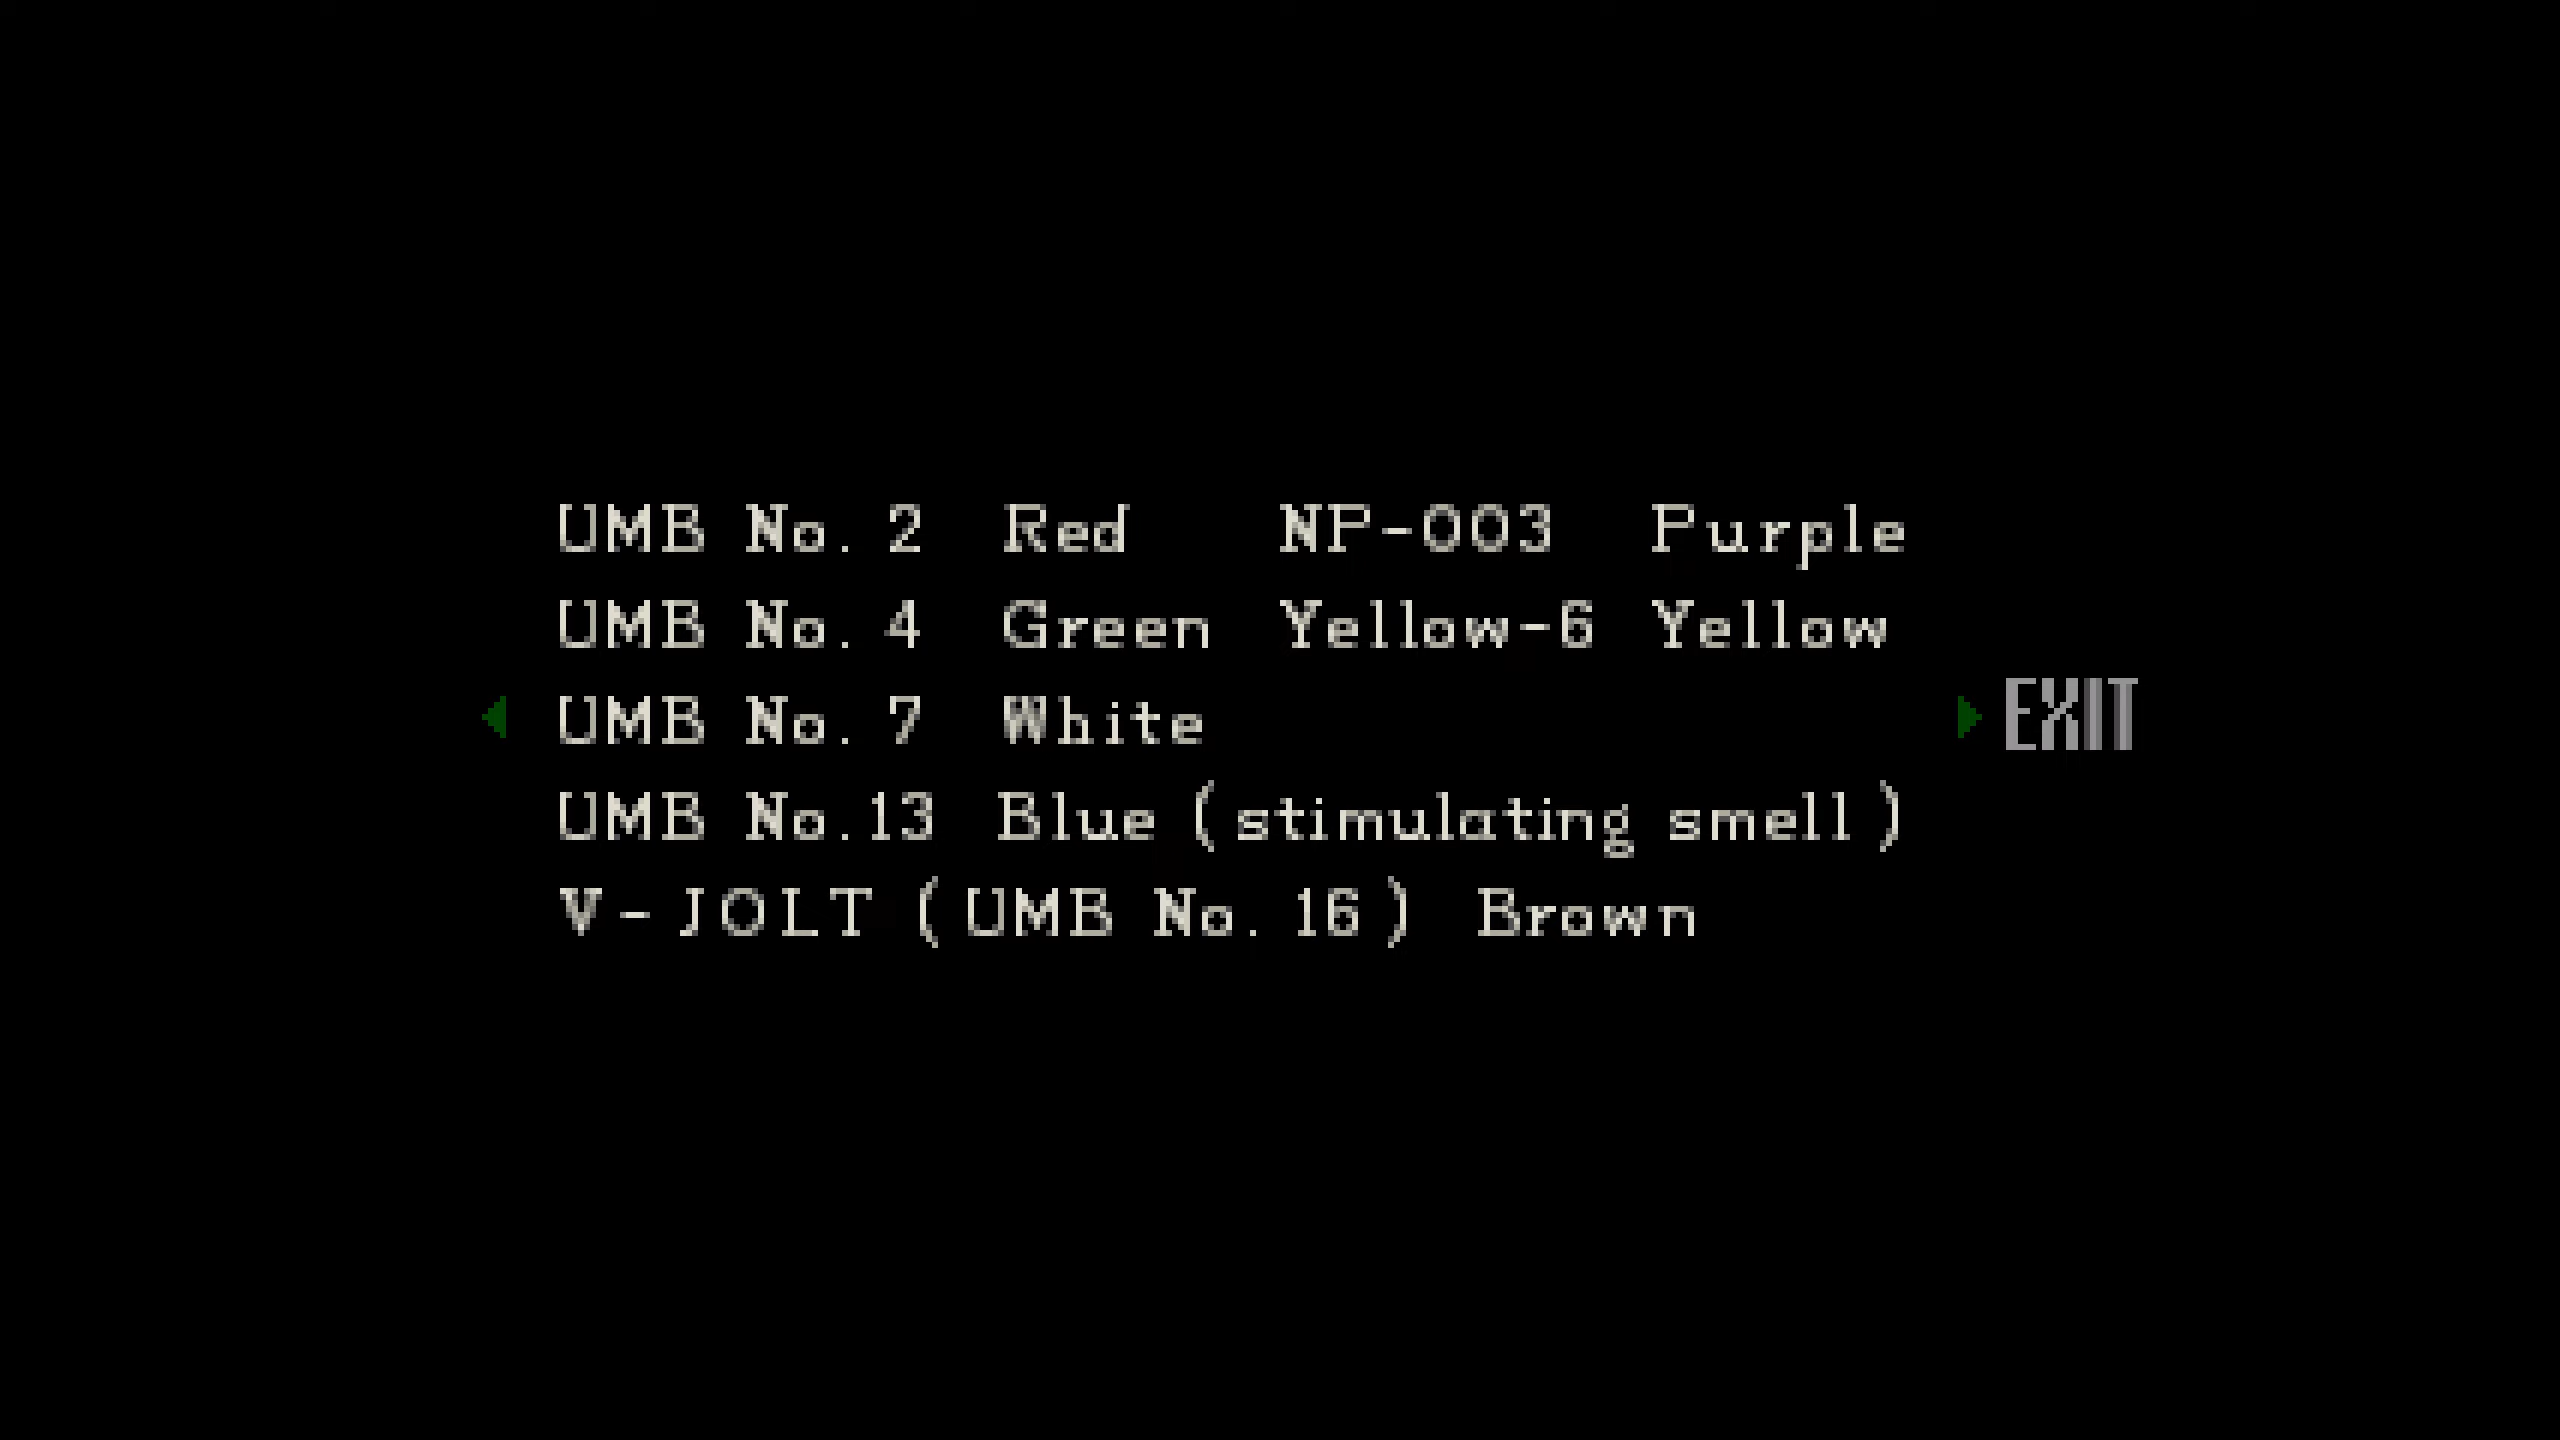 UMB No. 2 Red NP-003 Purple
UMB No. 4 Green Yellow-6 Yellow
UMB No. 7 White
EXIT
UMB No.13 Blue (stimulating smell)
V-JOLT (UMB No. 16) Brown